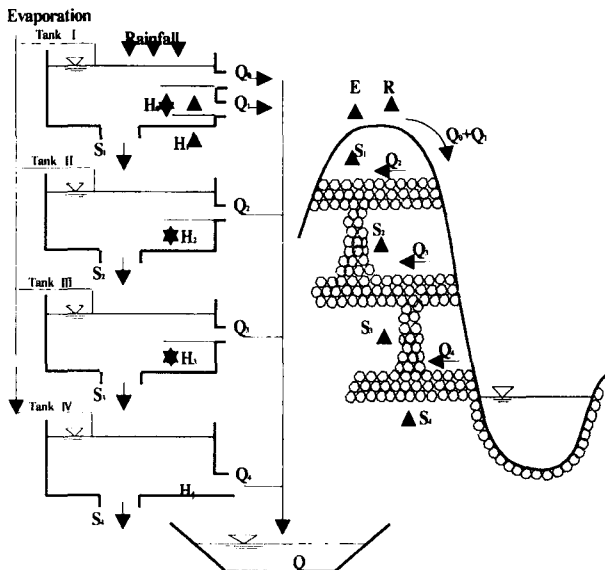 Evaporation
Tank I
Rainfall
Q₀
H₀
Q₁
H₁
S₁
Tank II
Q₂
H₂
S₂
Tank III
Q₃
H₃
S₃
Tank IV
Q₄
H₄
S₄
Q
E R
Q₀+Q₁
S₁
Q₂
S₂
Q₃
S₃
Q₄
S₄